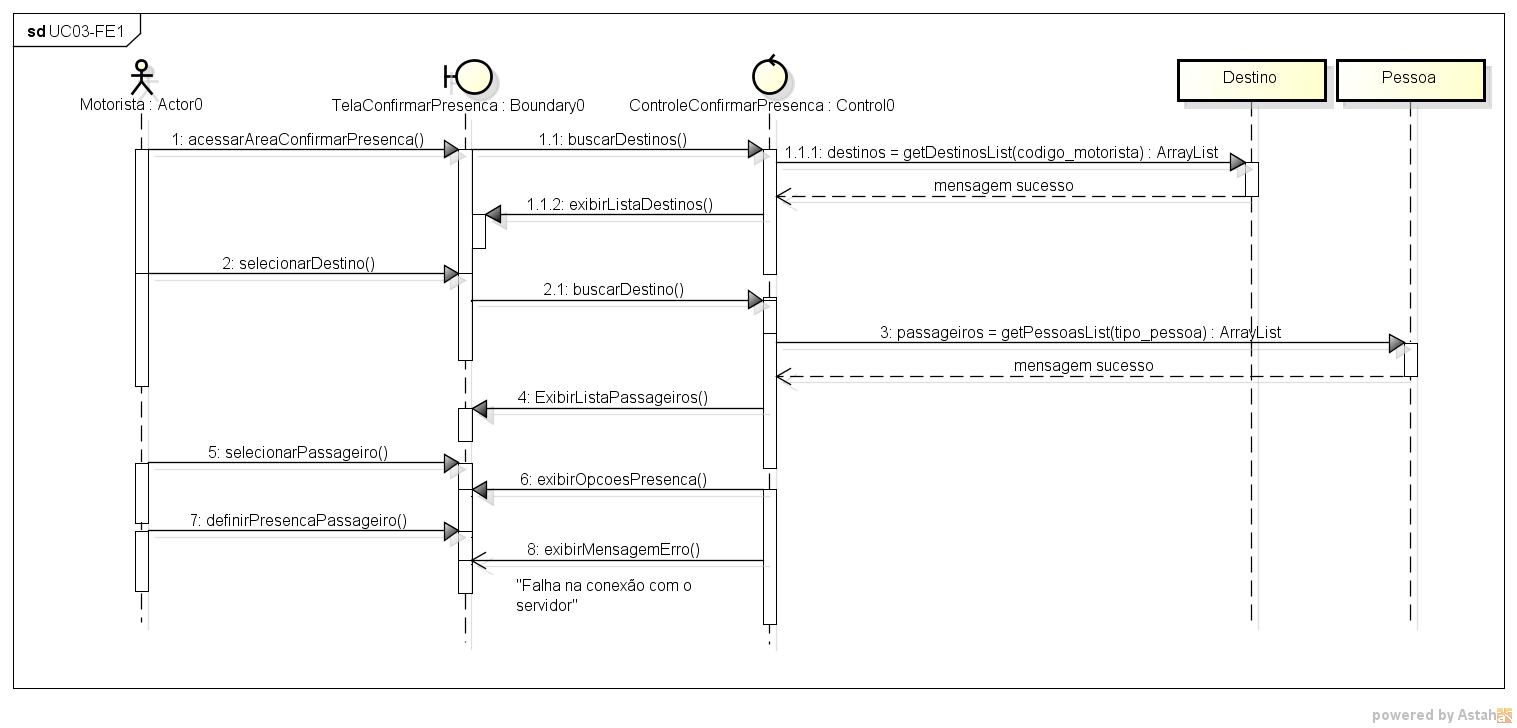 sd UC03-FE1
Motorista : Actor0
TelaConfirmarPresenca : Boundary0
ControleConfirmarPresenca : Control0
Destino
Pessoa
1: acessarAreaConfirmarPresenca()
1.1: buscarDestinos()
1.1.1: destinos = getDestinosList(codigo_motorista) : ArrayList
mensagem sucesso
1.1.2: exibirListaDestinos()
2: selecionarDestino()
2.1: buscarDestino()
3: passageiros = getPessoasList(tipo_pessoa) : ArrayList
mensagem sucesso
4: ExibirListaPassageiros()
5: selecionarPassageiro()
6: exibirOpcoesPresenca()
7: definirPresencaPassageiro()
8: exibirMensagemErro()
"Falha na conexão com o
servidor"
powered by Astah